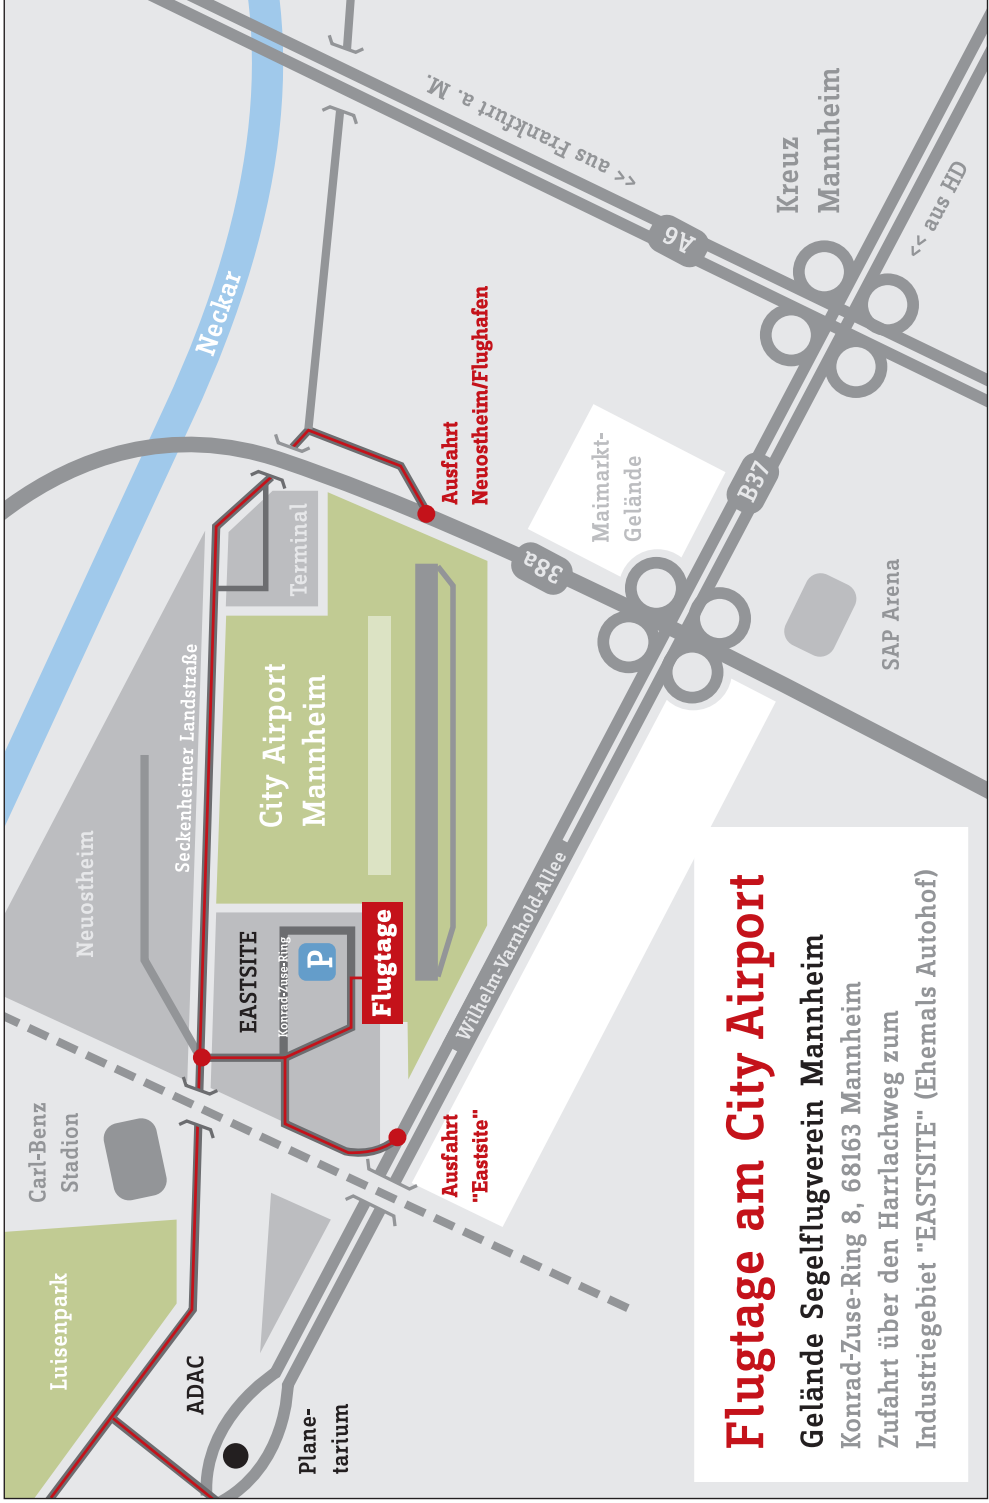 Luisenpark
Carl-Benz
Stadion
Neuostheim
Neckar
Seckenheimer Landstraße
ADAC
Plane-
tarium
EASTSITE
Konrad-Zuse-Ring
P
Flugtage
City Airport
Mannheim
Terminal
Ausfahrt
"Eastsite"
Ausfahrt
Neuostheim/Flughafen
Wilhelm-Varnhold-Allee
38a
Maimarkt-
Gelände
B37
SAP Arena
A6
<< aus Frankfurt a. M.
Kreuz
Mannheim
<< aus HD
Flugtage am City Airport
Gelände Segelflugverein Mannheim
Konrad-Zuse-Ring 8, 68163 Mannheim
Zufahrt über den Harrlachweg zum
Industriegebiet "EASTSITE" (Ehemals Autohof)